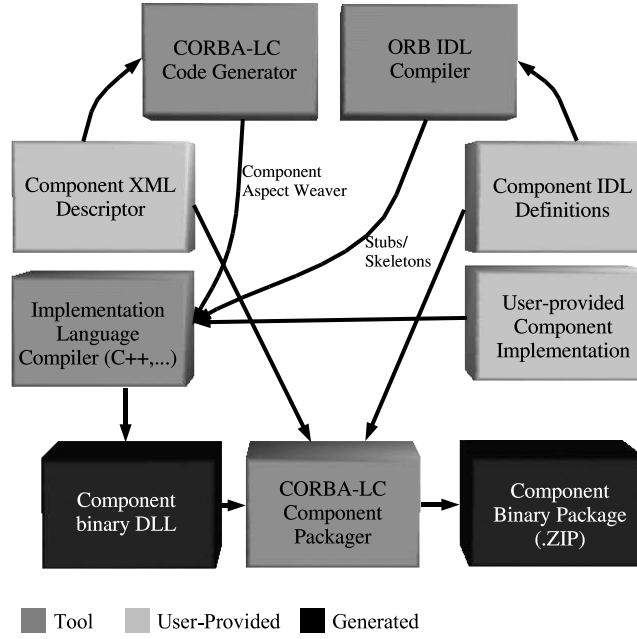 CORBA-LC
Code Generator
ORB IDL
Compiler
Component
Aspect Weaver
Component XML
Descriptor
Component IDL
Definitions
Stubs/
Skeletons
Implementation
Language
Compiler (C++,...)
User-provided
Component
Implementation
Component
binary DLL
CORBA-LC
Component
Packager
Component
Binary Package
(.ZIP)
Tool
User-Provided
Generated